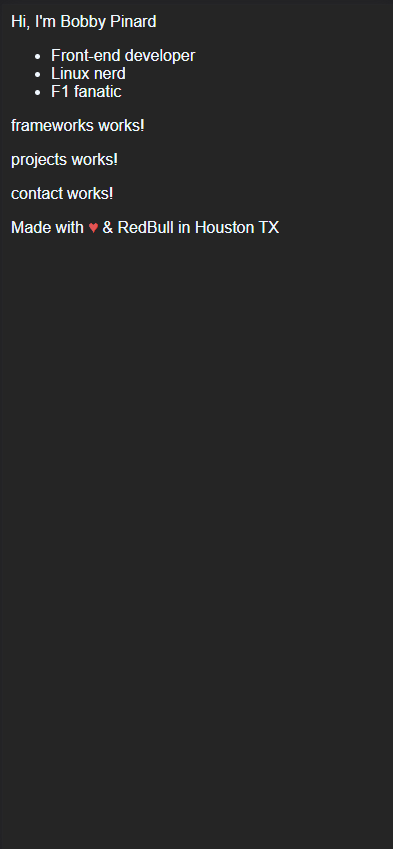 Hi, I'm Bobby Pinard
• Front-end developer
• Linux nerd
• F1 fanatic
frameworks works!
projects works!
contact works!
Made with ♥ & RedBull in Houston TX